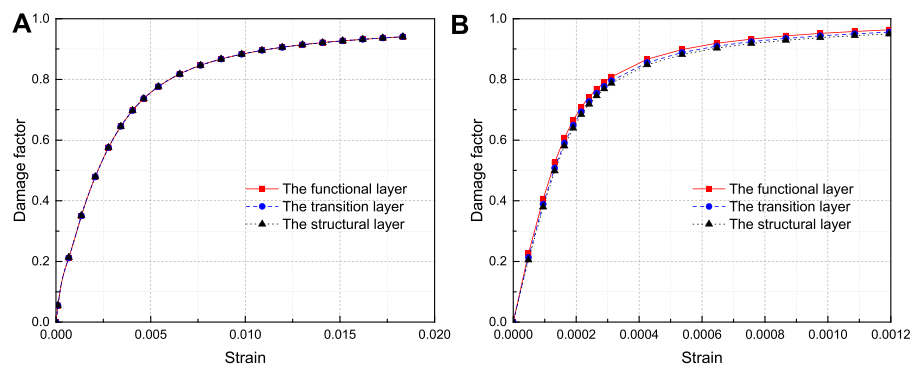 A
1.0
0.8
0.6
0.4
0.2
0.0
Damage factor
The functional layer
The transition layer
The structural layer
0.000 0.005 0.010 0.015 0.020
Strain
B
1.0
0.8
0.6
0.4
0.2
0.0
Damage factor
The functional layer
The transition layer
The structural layer
0.0000 0.0002 0.0004 0.0006 0.0008 0.0010 0.0012
Strain